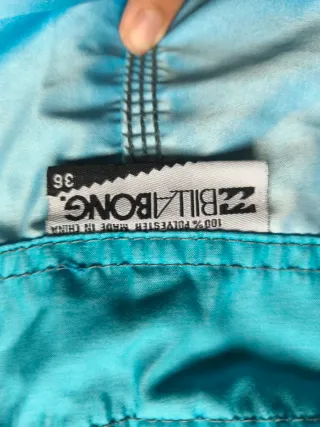 BILLABONG.
36
100% POLYESTER MADE IN CHINA